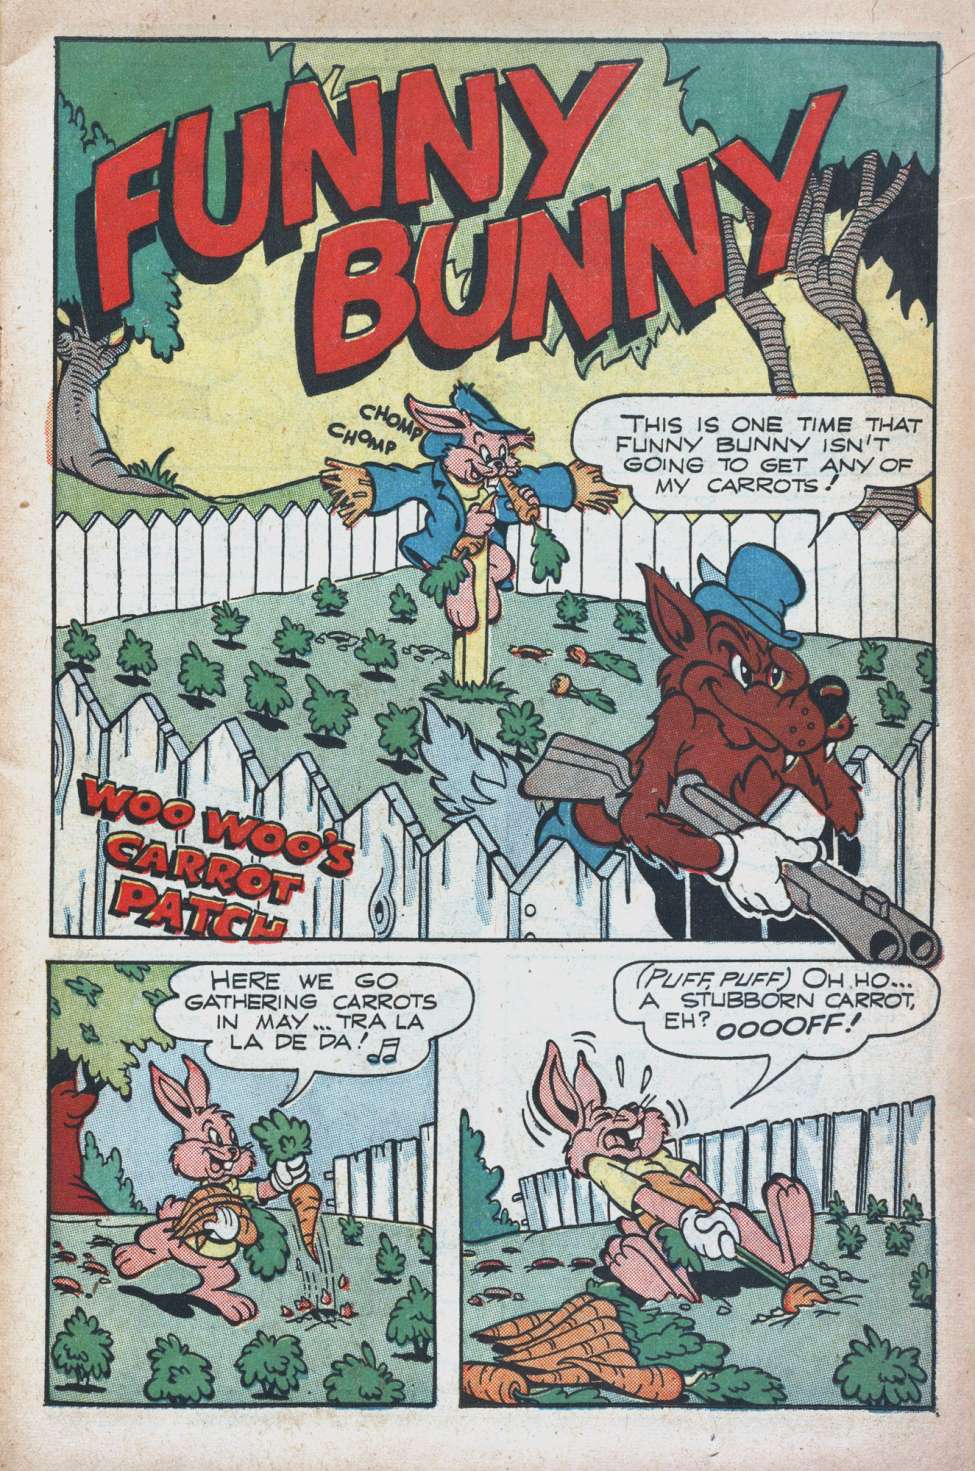 FUNNY
BUNNY
CHOMP
CHOMP
THIS IS ONE TIME THAT
FUNNY BUNNY ISN'T
GOING TO GET ANY OF
MY CARROTS!
WOO WOO'S
CARROT
PATCH
HERE WE GO
GATHERING CARROTS
IN MAY... TRA LA
LA DE DA!
(PUFF, PUFF) OH HO...
A STUBBORN CARROT,
EH? OOOOFF!